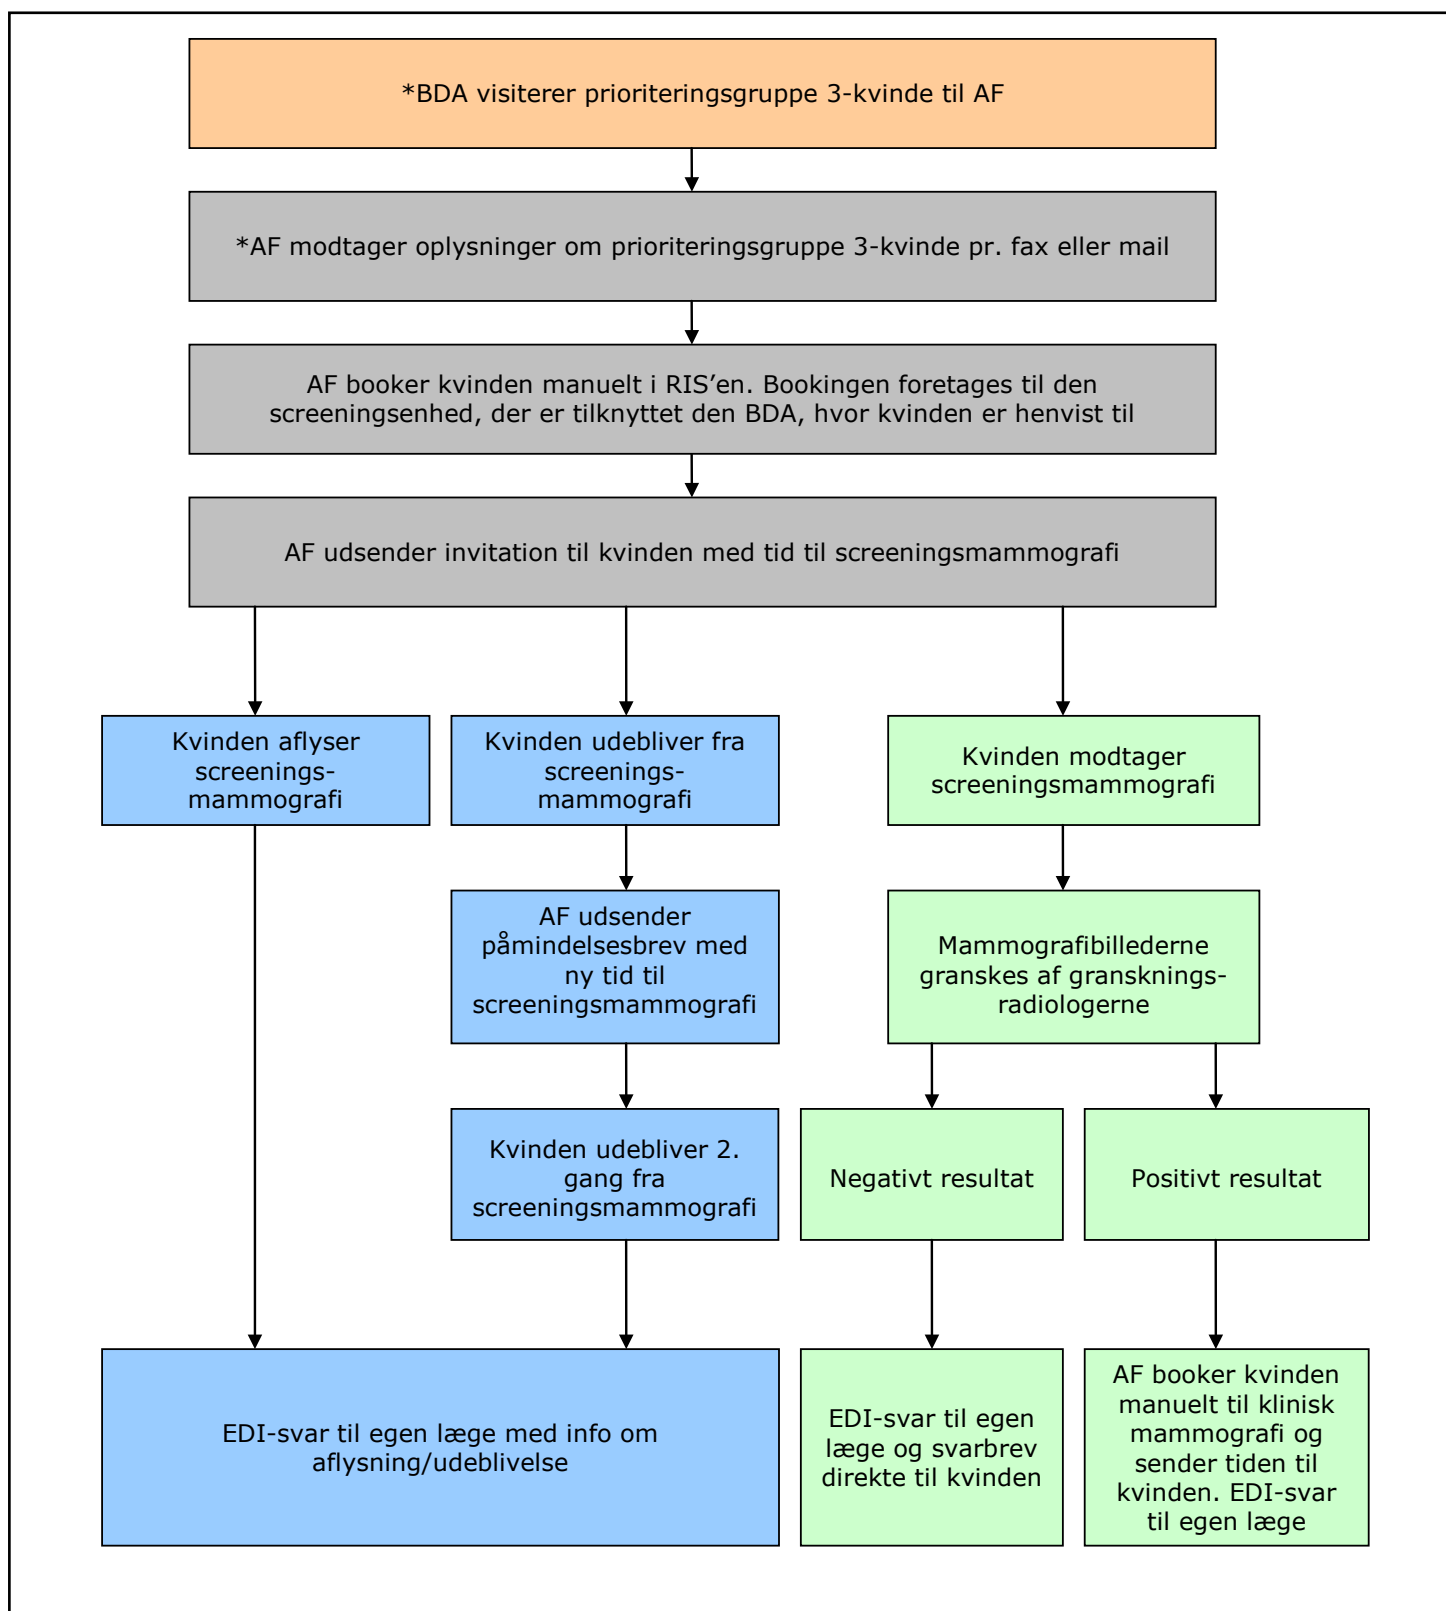 *BDA visiterer prioriteringsgruppe 3-kvinde til AF
*AF modtager oplysninger om prioriteringsgruppe 3-kvinde pr. fax eller mail
AF booker kvinden manuelt i RIS’en. Bookingen foretages til den
screeningsenhed, der er tilknyttet den BDA, hvor kvinden er henvist til
AF udsender invitation til kvinden med tid til screeningsmammografi
Kvinden aflyser
screenings-
mammografi
Kvinden udebliver fra
screenings-
mammografi
Kvinden modtager
screeningsmammografi
AF udsender
påmindelsesbrev med
ny tid til
screeningsmammografi
Mammografibillederne
granskes af gransknings-
radiologerne
Kvinden udebliver 2.
gang fra
screeningsmammografi
Negativt resultat
Positivt resultat
EDI-svar til egen læge med info om
aflysning/udeblivelse
EDI-svar til egen
læge og svarbrev
direkte til kvinden
AF booker kvinden
manuelt til klinisk
mammografi og
sender tiden til
kvinden. EDI-svar
til egen læge